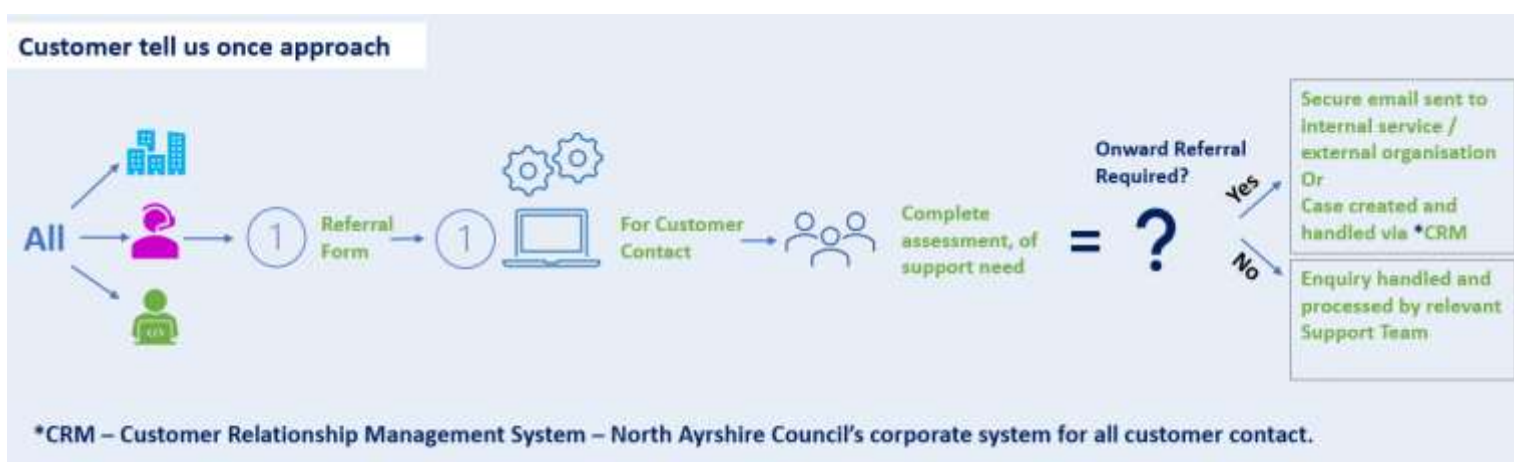 Customer tell us once approach
All
1
Referral
Form
1
For Customer
Contact
Complete
assessment, of
support need
=
Onward Referral
Required?
?
Yes
No
Secure email sent to
internal service /
external organisation
Or
Case created and
handled via *CRM
Enquiry handled and
processed by relevant
Support Team
*CRM – Customer Relationship Management System – North Ayrshire Council's corporate system for all customer contact.